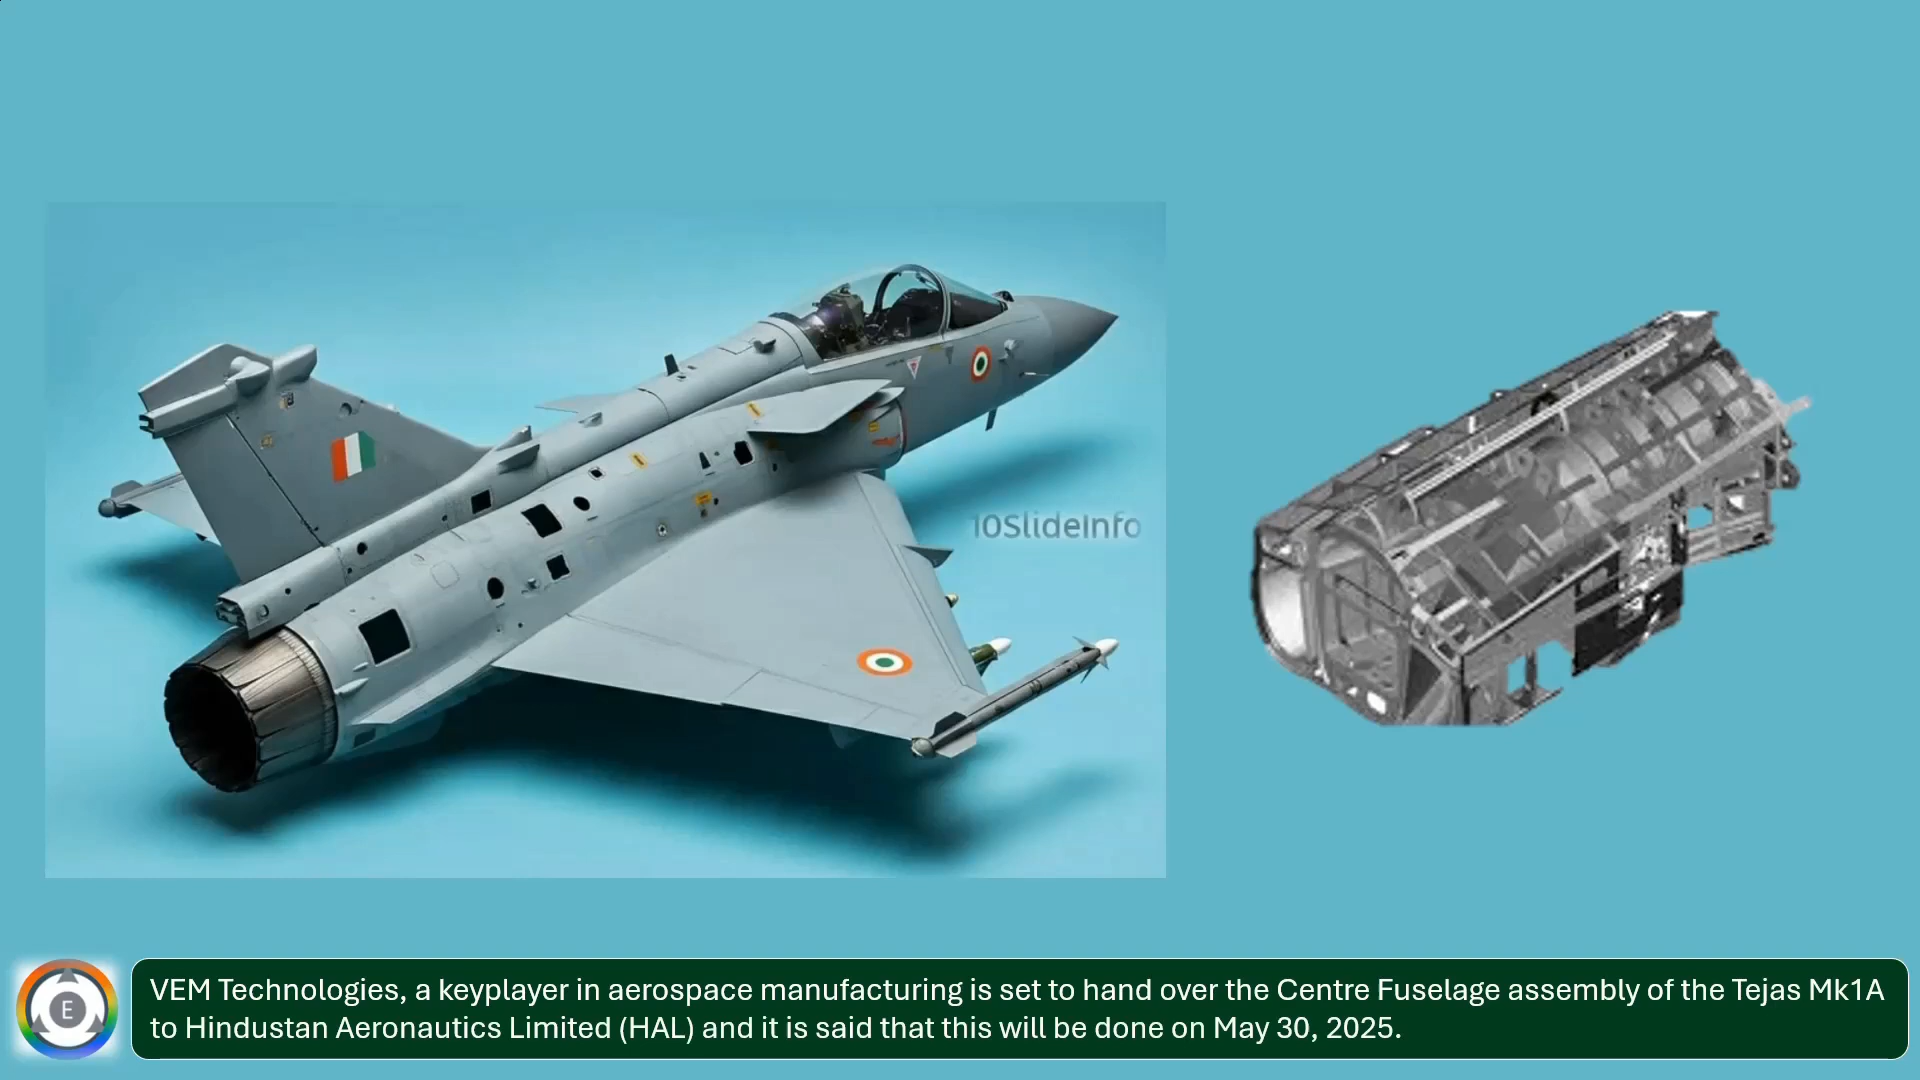 10SlideInfo
E
VEM Technologies, a keyplayer in aerospace manufacturing is set to hand over the Centre Fuselage assembly of the Tejas Mk1A
to Hindustan Aeronautics Limited (HAL) and it is said that this will be done on May 30, 2025.